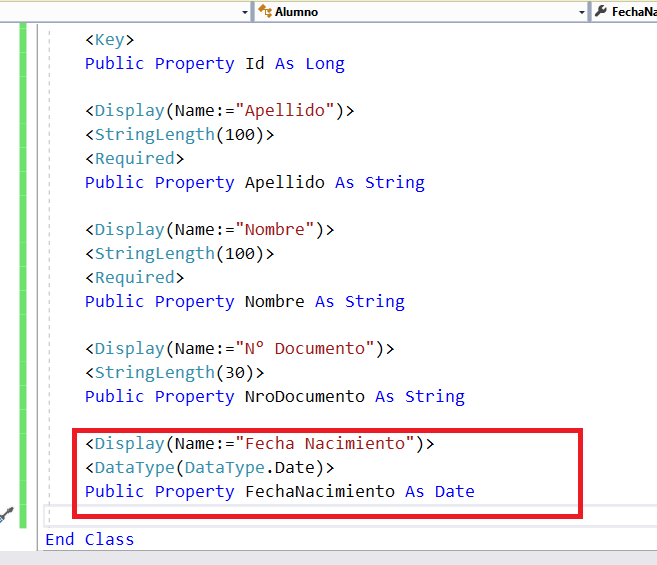 Alumno
FechaNa
<Key>
Public Property Id As Long
<Display(Name:="Apellido")>
<StringLength(100)>
<Required>
Public Property Apellido As String
<Display(Name:="Nombre")>
<StringLength(100)>
<Required>
Public Property Nombre As String
<Display(Name:="Nº Documento")>
<StringLength(30)>
Public Property NroDocumento As String
<Display(Name:="Fecha Nacimiento")>
<DataType(DataType.Date)>
Public Property FechaNacimiento As Date
End Class